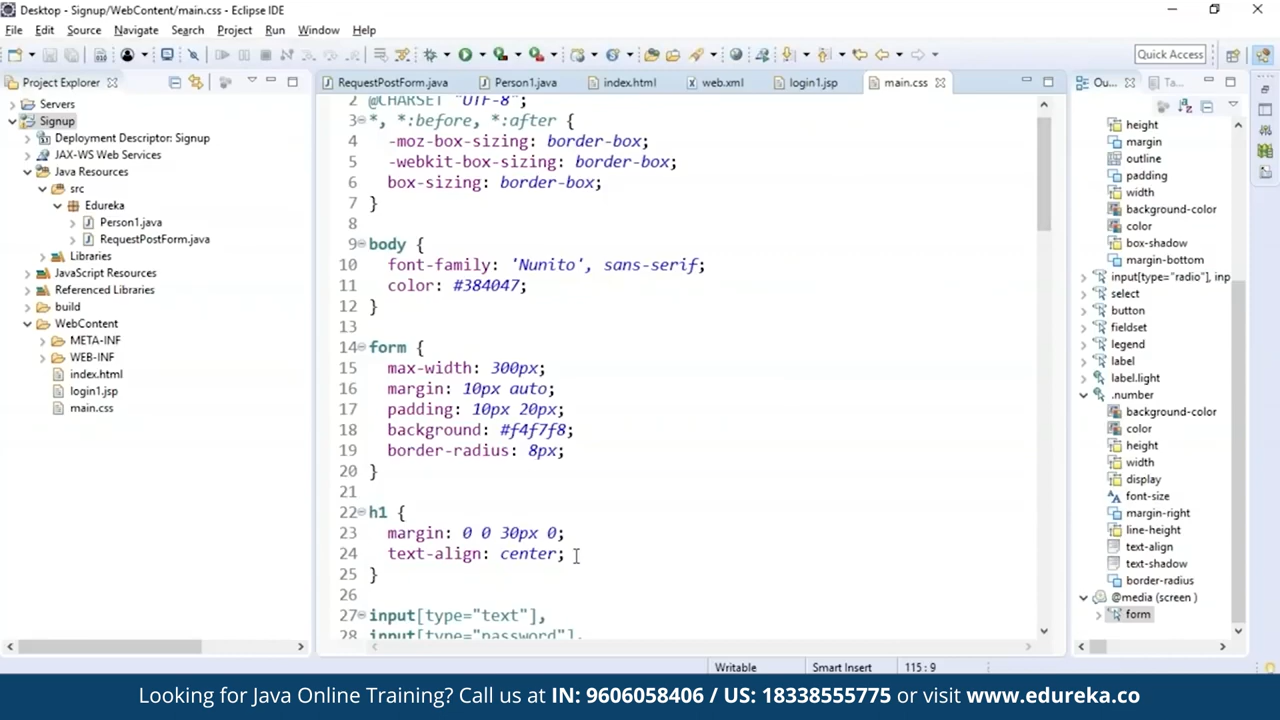 Desktop - Signup/WebContent/main.css - Eclipse IDE
File Edit Source Navigate Search Project Run Window Help
Quick Access
Project Explorer
Servers
Signup
Deployment Descriptor: Signup
JAX-WS Web Services
Java Resources
src
Edureka
Person1.java
RequestPostForm.java
Libraries
JavaScript Resources
Referenced Libraries
build
WebContent
META-INF
WEB-INF
index.html
login1.jsp
main.css
RequestPostForm.java Person1.java index.html web.xml login1.jsp main.css
2 @CHARSET "UTF-8";
3 *, *:before, *:after {
4 -moz-box-sizing: border-box;
5 -webkit-box-sizing: border-box;
6 box-sizing: border-box;
7 }
8
9 body {
10 font-family: 'Nunito', sans-serif;
11 color: #384047;
12 }
13
14 form {
15 max-width: 300px;
16 margin: 10px auto;
17 padding: 10px 20px;
18 background: #f4f7f8;
19 border-radius: 8px;
20 }
21
22 h1 {
23 margin: 0 0 30px 0;
24 text-align: center;
25 }
26
27 input[type="text"],
28 input[type="password"],
Ou... Ta...
height
margin
outline
padding
width
background-color
color
box-shadow
margin-bottom
input[type="radio"], inp
select
button
fieldset
legend
label
label.light
.number
background-color
color
height
width
display
font-size
margin-right
line-height
text-align
text-shadow
border-radius
@media (screen )
form
Writable Smart Insert 115 : 9
Looking for Java Online Training? Call us at IN: 9606058406 / US: 18338555775 or visit www.edureka.co